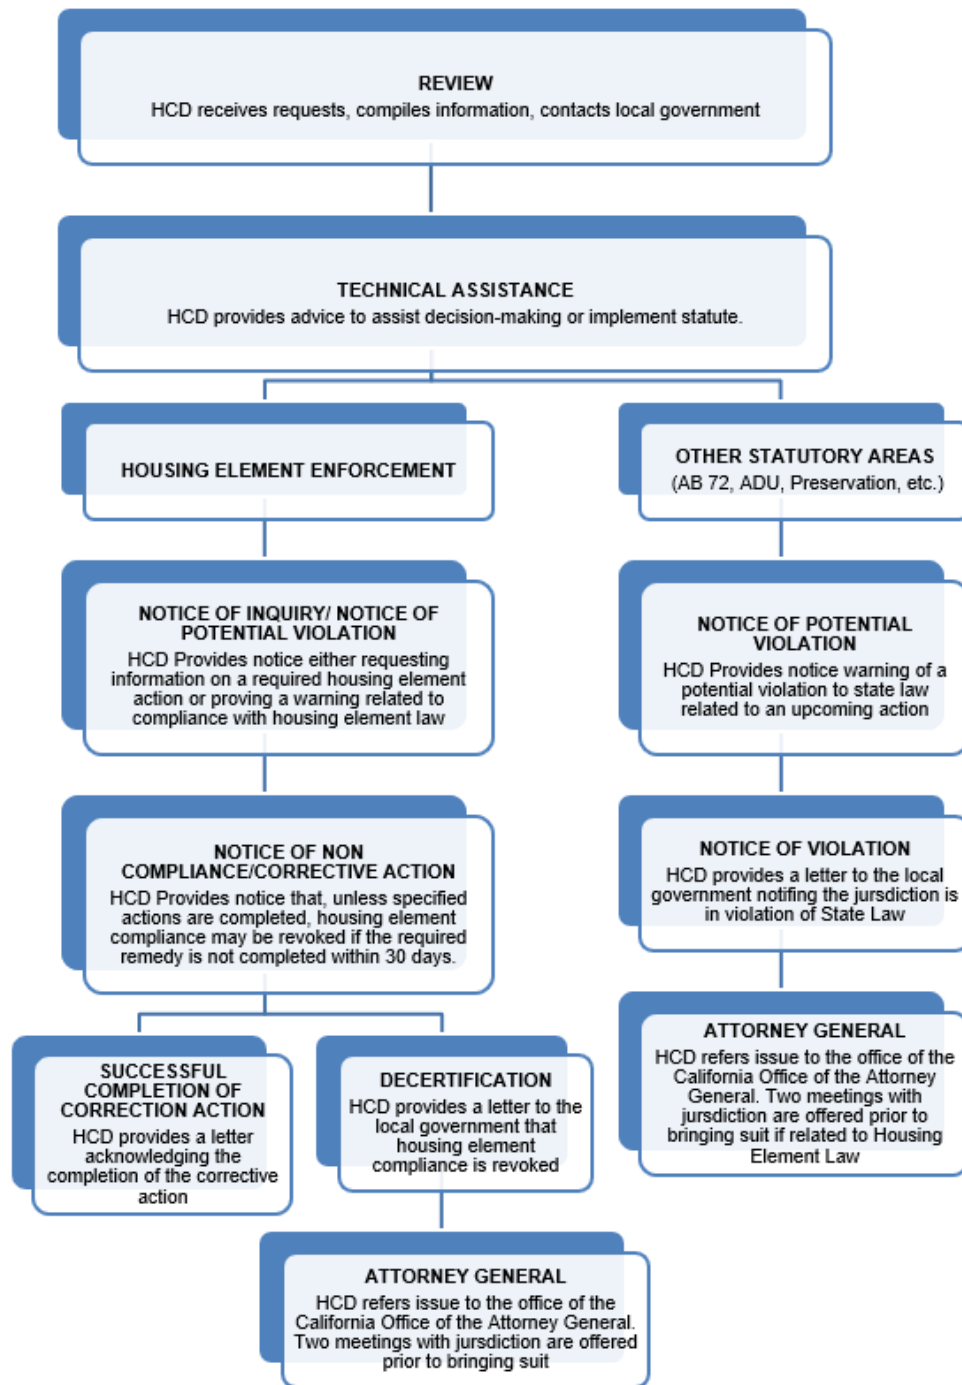 REVIEW
HCD receives requests, compiles information, contacts local government
TECHNICAL ASSISTANCE
HCD provides advice to assist decision-making or implement statute.
HOUSING ELEMENT ENFORCEMENT
OTHER STATUTORY AREAS
(AB 72, ADU, Preservation, etc.)
NOTICE OF INQUIRY/ NOTICE OF
POTENTIAL VIOLATION
HCD Provides notice either requesting
information on a required housing element
action or proving a warning related to
compliance with housing element law
NOTICE OF POTENTIAL
VIOLATION
HCD Provides notice warning of a
potential violation to state law
related to an upcoming action
NOTICE OF NON
COMPLIANCE/CORRECTIVE ACTION
HCD Provides notice that, unless specified
actions are completed, housing element
compliance may be revoked if the required
remedy is not completed within 30 days.
NOTICE OF VIOLATION
HCD provides a letter to the local
government notifing the jursdiction is
in violation of State Law
SUCCESSFUL
COMPLETION OF
CORRECTION ACTION
HCD provides a letter
acknowledging the
completion of the corrective
action
DECERTIFICATION
HCD provides a letter to the
local government that
housing element
compliance is revoked
ATTORNEY GENERAL
HCD refers issue to the office of the
California Office of the Attorney
General. Two meetings with
jursdiction are offered prior to
bringing suit if related to Housing
Element Law
ATTORNEY GENERAL
HCD refers issue to the office of the
California Office of the Attorney General.
Two meetings with jursdiction are offered
prior to bringing suit